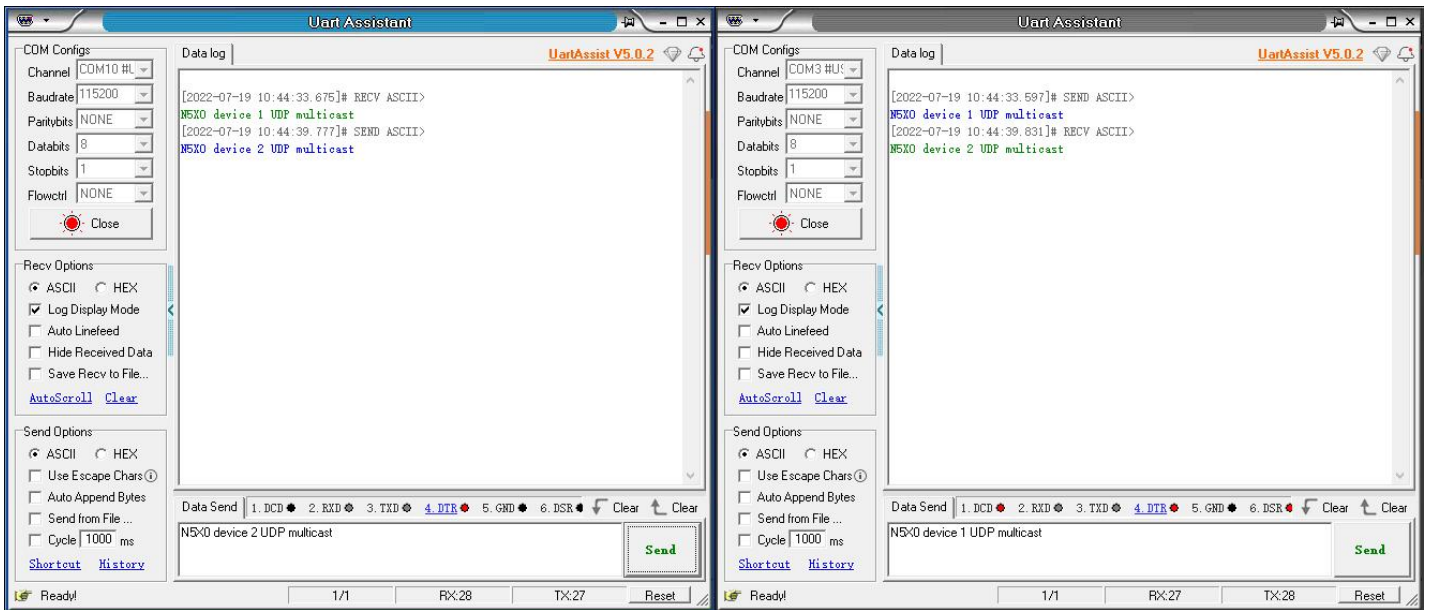 Uart Assistant
COM Configs
Channel COM10 #U
Baudrate 115200
Paritybits NONE
Databits 8
Stopbits 1
Flowctrl NONE
Close
Recv Options
ASCII HEX
Log Display Mode
Auto Linefeed
Hide Received Data
Save Recv to File...
AutoScroll Clear
Send Options
ASCII HEX
Use Escape Chars
Auto Append Bytes
Send from File ...
Cycle 1000 ms
Shortcut History
Data log
UartAssist V5.0.2
[2022-07-19 10:44:33.675]# RECV ASCII>
N5X0 device 1 UDP multicast
[2022-07-19 10:44:39.777]# SEND ASCII>
N5X0 device 2 UDP multicast
Data Send 1. DCD 2. RXD 3. TXD 4. DTR 5. GND 6. DSR Clear Clear
N5X0 device 2 UDP multicast
Send
Ready! 1/1 RX:28 TX:27 Reset
Uart Assistant
COM Configs
Channel COM3 #US
Baudrate 115200
Paritybits NONE
Databits 8
Stopbits 1
Flowctrl NONE
Close
Recv Options
ASCII HEX
Log Display Mode
Auto Linefeed
Hide Received Data
Save Recv to File...
AutoScroll Clear
Send Options
ASCII HEX
Use Escape Chars
Auto Append Bytes
Send from File ...
Cycle 1000 ms
Shortcut History
Data log
UartAssist V5.0.2
[2022-07-19 10:44:33.597]# SEND ASCII>
N5X0 device 1 UDP multicast
[2022-07-19 10:44:39.831]# RECV ASCII>
N5X0 device 2 UDP multicast
Data Send 1. DCD 2. RXD 3. TXD 4. DTR 5. GND 6. DSR Clear Clear
N5X0 device 1 UDP multicast
Send
Ready! 1/1 RX:27 TX:28 Reset